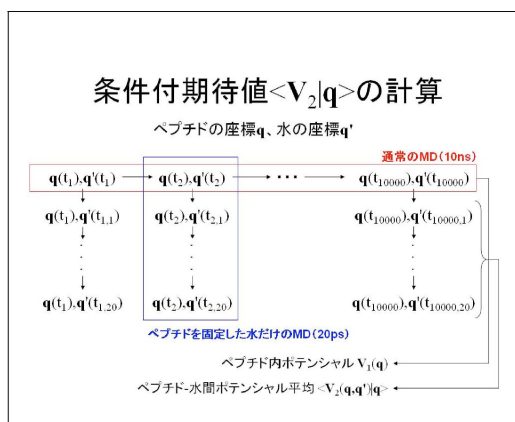 条件付期待値<V₂|q>の計算
ペプチドの座標q、水の座標q'
通常のMD(10ns)
q(t₁),q'(t₁) → q(t₂),q'(t₂) → ··· → q(t₁₀₀₀₀),q'(t₁₀₀₀₀)
q(t₁),q'(t₁,₁) q(t₂),q'(t₂,₁) q(t₁₀₀₀₀),q'(t₁₀₀₀₀,₁)
q(t₁),q'(t₁,₂₀) q(t₂),q'(t₂,₂₀) q(t₁₀₀₀₀),q'(t₁₀₀₀₀,₂₀)
ペプチドを固定した水だけのMD(20ps)
ペプチド内ポテンシャル V₁(q)
ペプチド-水間ポテンシャル平均 <V₂(q,q')|q>